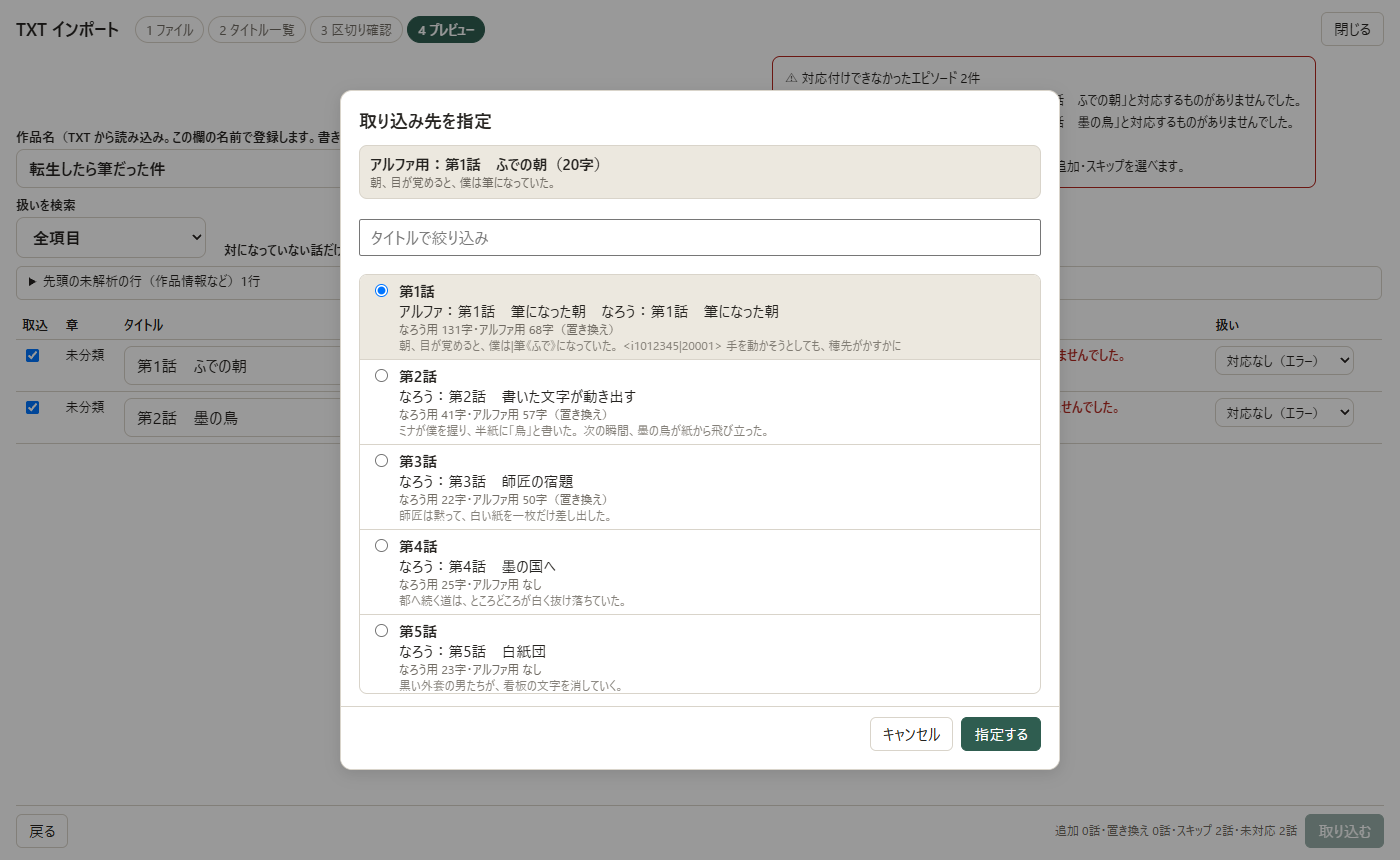 TXT インポート
1 ファイル
2 タイトル一覧
3 区切り確認
4 プレビュー
閉じる
⚠ 対応付けできなかったエピソード 2件
話　ふでの朝」と対応するものがありませんでした。
話　墨の鳥」と対応するものがありませんでした。
追加・スキップを選べます。
作品名（TXT から読み込み。この欄の名前で登録します。書き
転生したら筆だった件
扱いを検索
全項目
対になっていない話だけ
▶ 先頭の未解析の行（作品情報など）1行
取込 章 タイトル 扱い
未分類 第1話　ふでの朝 ませんでした。 対応なし（エラー）
未分類 第2話　墨の鳥 せんでした。 対応なし（エラー）
取り込み先を指定
アルファ用：第1話　ふでの朝（20字）
朝、目が覚めると、僕は筆になっていた。
タイトルで絞り込み
第1話
アルファ：第1話　筆になった朝　なろう：第1話　筆になった朝
なろう用 131字・アルファ用 68字（置き換え）
朝、目が覚めると、僕は|筆《ふで》になっていた。 <i1012345|20001> 手を動かそうとしても、穂先がかすかに
第2話
なろう：第2話　書いた文字が動き出す
なろう用 41字・アルファ用 57字（置き換え）
ミナが僕を握り、半紙に「鳥」と書いた。 次の瞬間、墨の鳥が紙から飛び立った。
第3話
なろう：第3話　師匠の宿題
なろう用 22字・アルファ用 50字（置き換え）
師匠は黙って、白い紙を一枚だけ差し出した。
第4話
なろう：第4話　墨の国へ
なろう用 25字・アルファ用 なし
都へ続く道は、ところどころが白く抜け落ちていた。
第5話
なろう：第5話　白紙団
なろう用 23字・アルファ用 なし
黒い外套の男たちが、看板の文字を消していく。
キャンセル
指定する
戻る
追加 0話・置き換え 0話・スキップ 2話・未対応 2話
取り込む